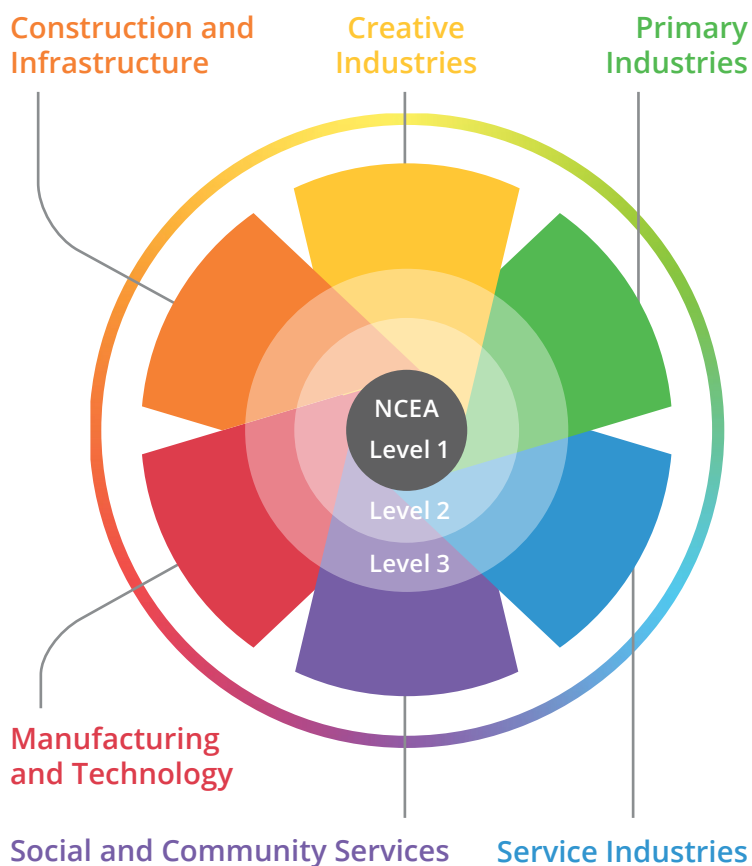 Construction and
Infrastructure
Creative
Industries
Primary
Industries
NCEA
Level 1
Level 2
Level 3
Manufacturing
and Technology
Social and Community Services
Service Industries